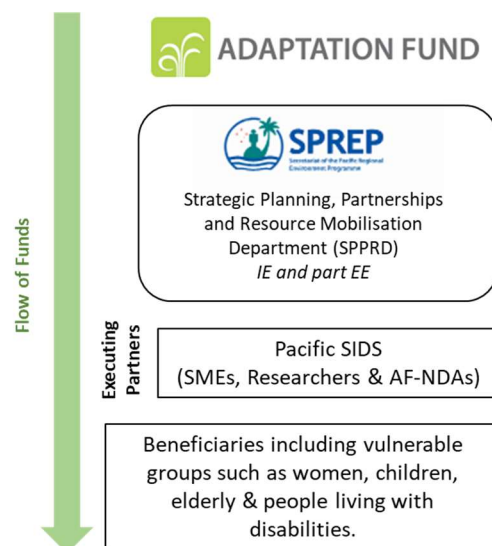 ADAPTATION FUND
SPREP
Secretariat of the Pacific Regional
Environment Programme
Strategic Planning, Partnerships
and Resource Mobilisation
Department (SPPRD)
IE and part EE
Flow of Funds
Executing
Partners
Pacific SIDS
(SMEs, Researchers & AF-NDAs)
Beneficiaries including vulnerable
groups such as women, children,
elderly & people living with
disabilities.